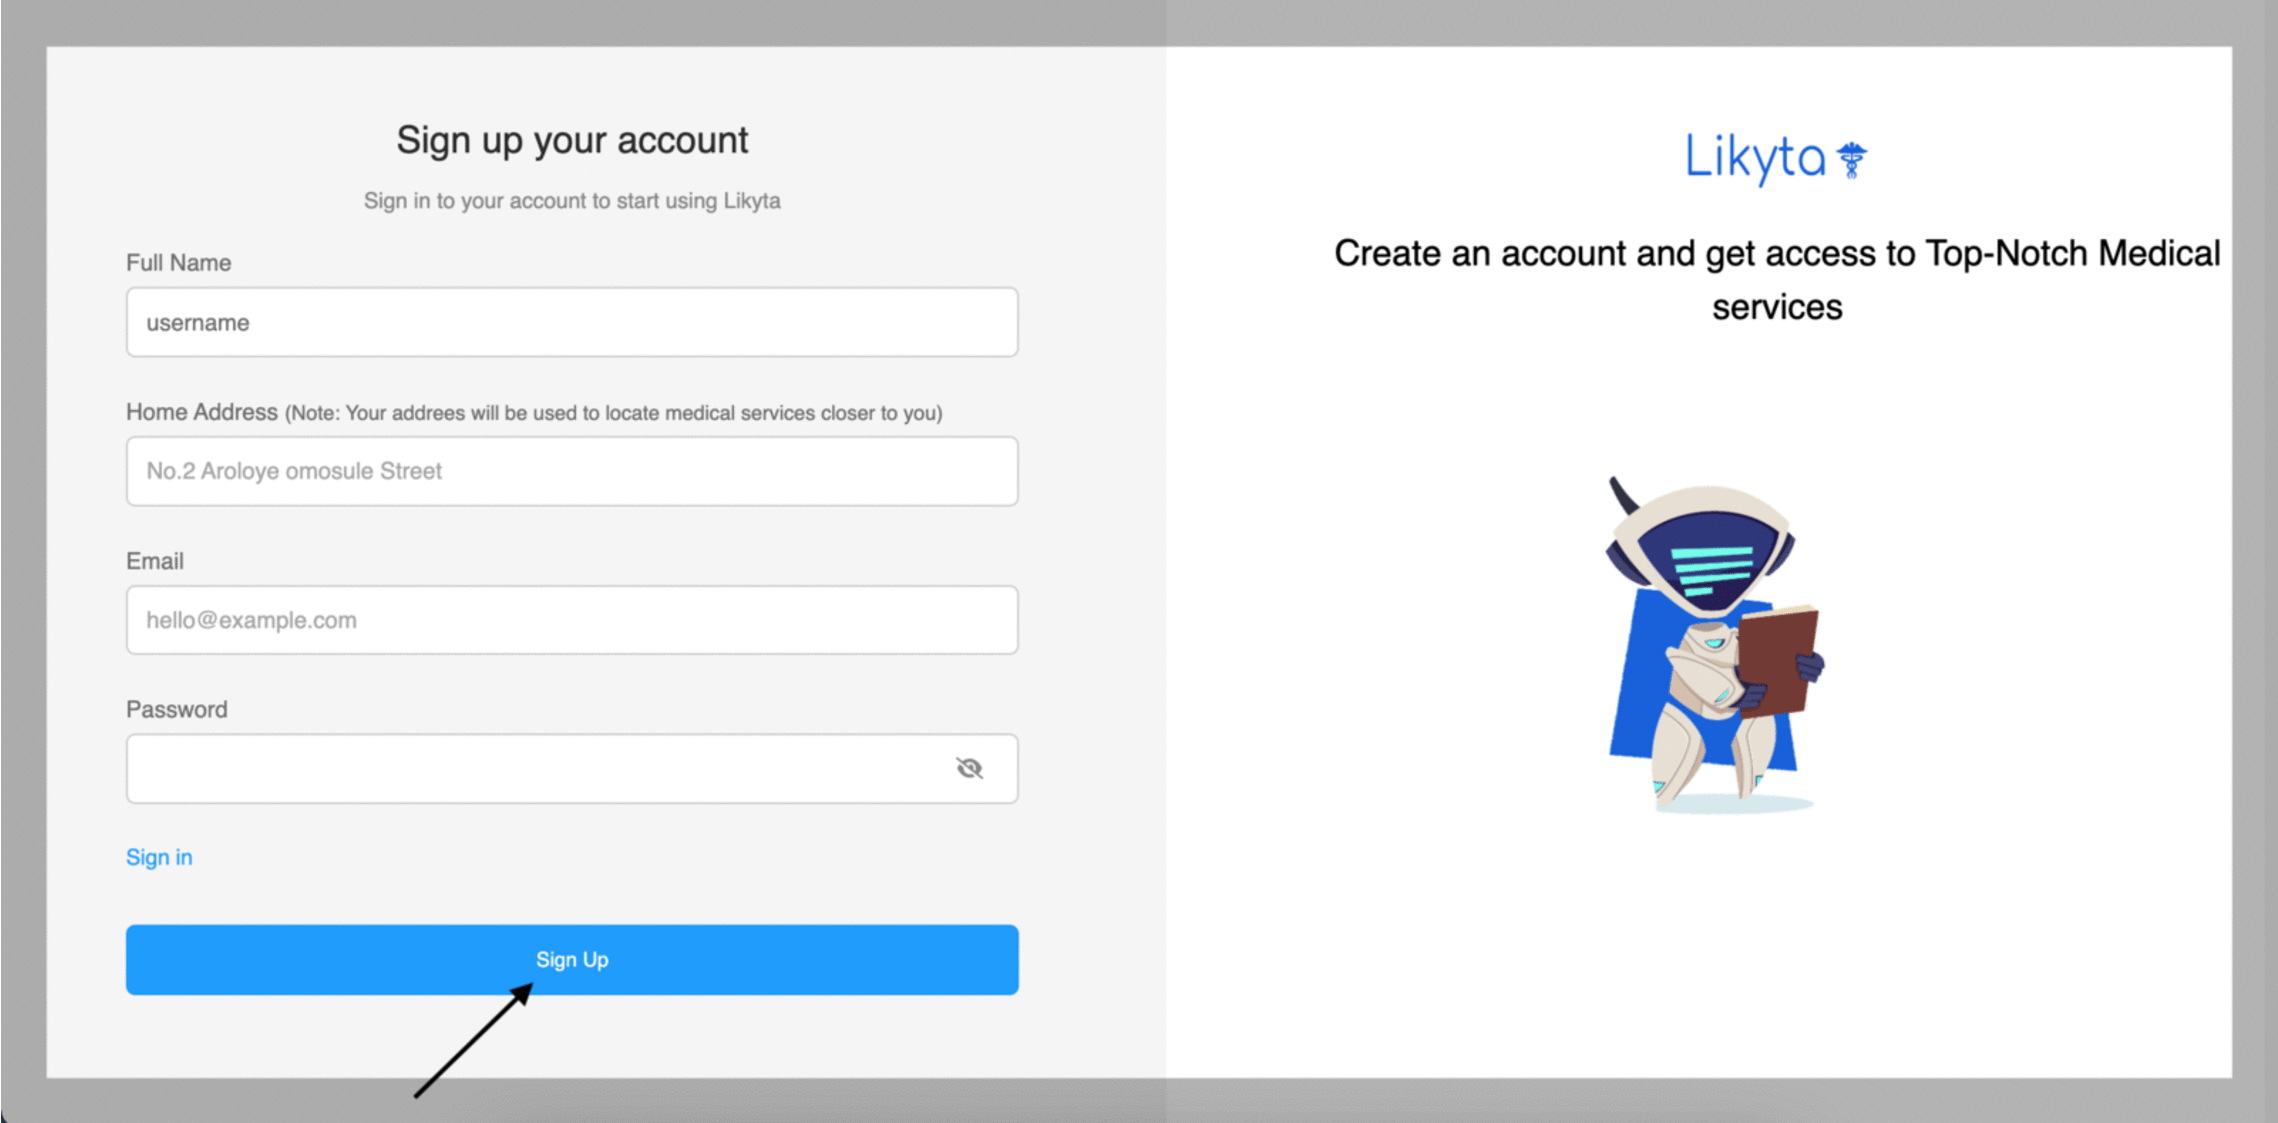 Sign up your account
Sign in to your account to start using Likyta
Full Name
username
Home Address (Note: Your addrees will be used to locate medical services closer to you)
No.2 Aroloye omosule Street
Email
hello@example.com
Password
Sign in
Sign Up
Likyta
Create an account and get access to Top-Notch Medical
services